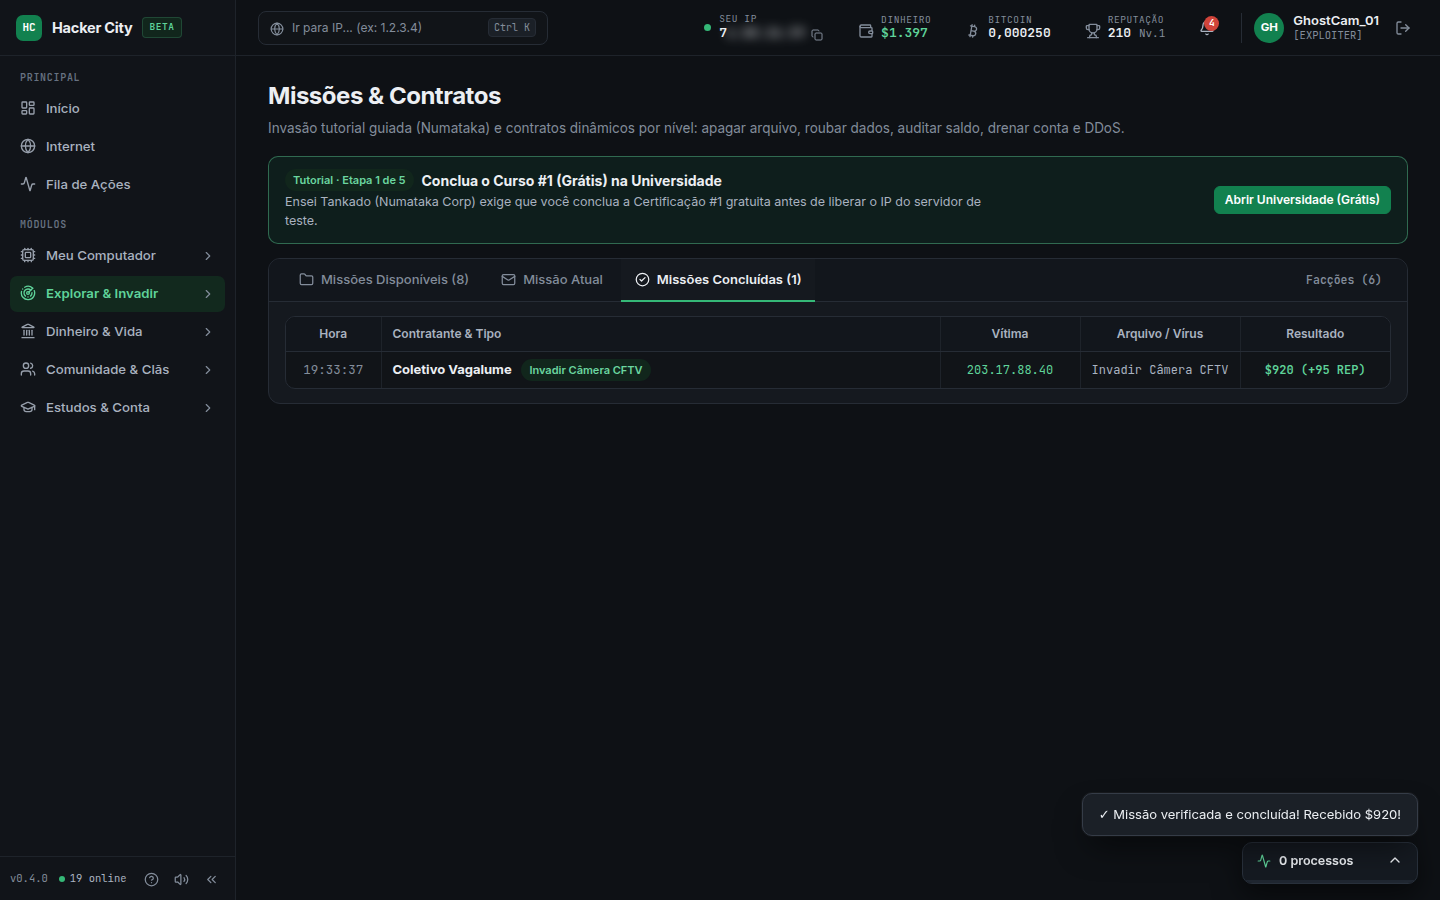 HC Hacker City BETA
Ir para IP... (ex: 1.2.3.4) Ctrl K
SEU IP
7
DINHEIRO
$1.397
BITCOIN
0,000250
REPUTAÇÃO
210 Nv.1
4
GH
GhostCam_01
[EXPLOITER]
PRINCIPAL
Início
Internet
Fila de Ações
MÓDULOS
Meu Computador
Explorar & Invadir
Dinheiro & Vida
Comunidade & Clãs
Estudos & Conta
Missões & Contratos
Invasão tutorial guiada (Numataka) e contratos dinâmicos por nível: apagar arquivo, roubar dados, auditar saldo, drenar conta e DDoS.
Tutorial · Etapa 1 de 5 Conclua o Curso #1 (Grátis) na Universidade
Ensei Tankado (Numataka Corp) exige que você conclua a Certificação #1 gratuita antes de liberar o IP do servidor de
teste.
Abrir Universidade (Grátis)
Missões Disponíveis (8) Missão Atual Missões Concluídas (1) Facções (6)
Hora Contratante & Tipo Vítima Arquivo / Vírus Resultado
19:33:37 Coletivo Vagalume Invadir Câmera CFTV 203.17.88.40 Invadir Câmera CFTV $920 (+95 REP)
✓ Missão verificada e concluída! Recebido $920!
0 processos
v0.4.0 19 online